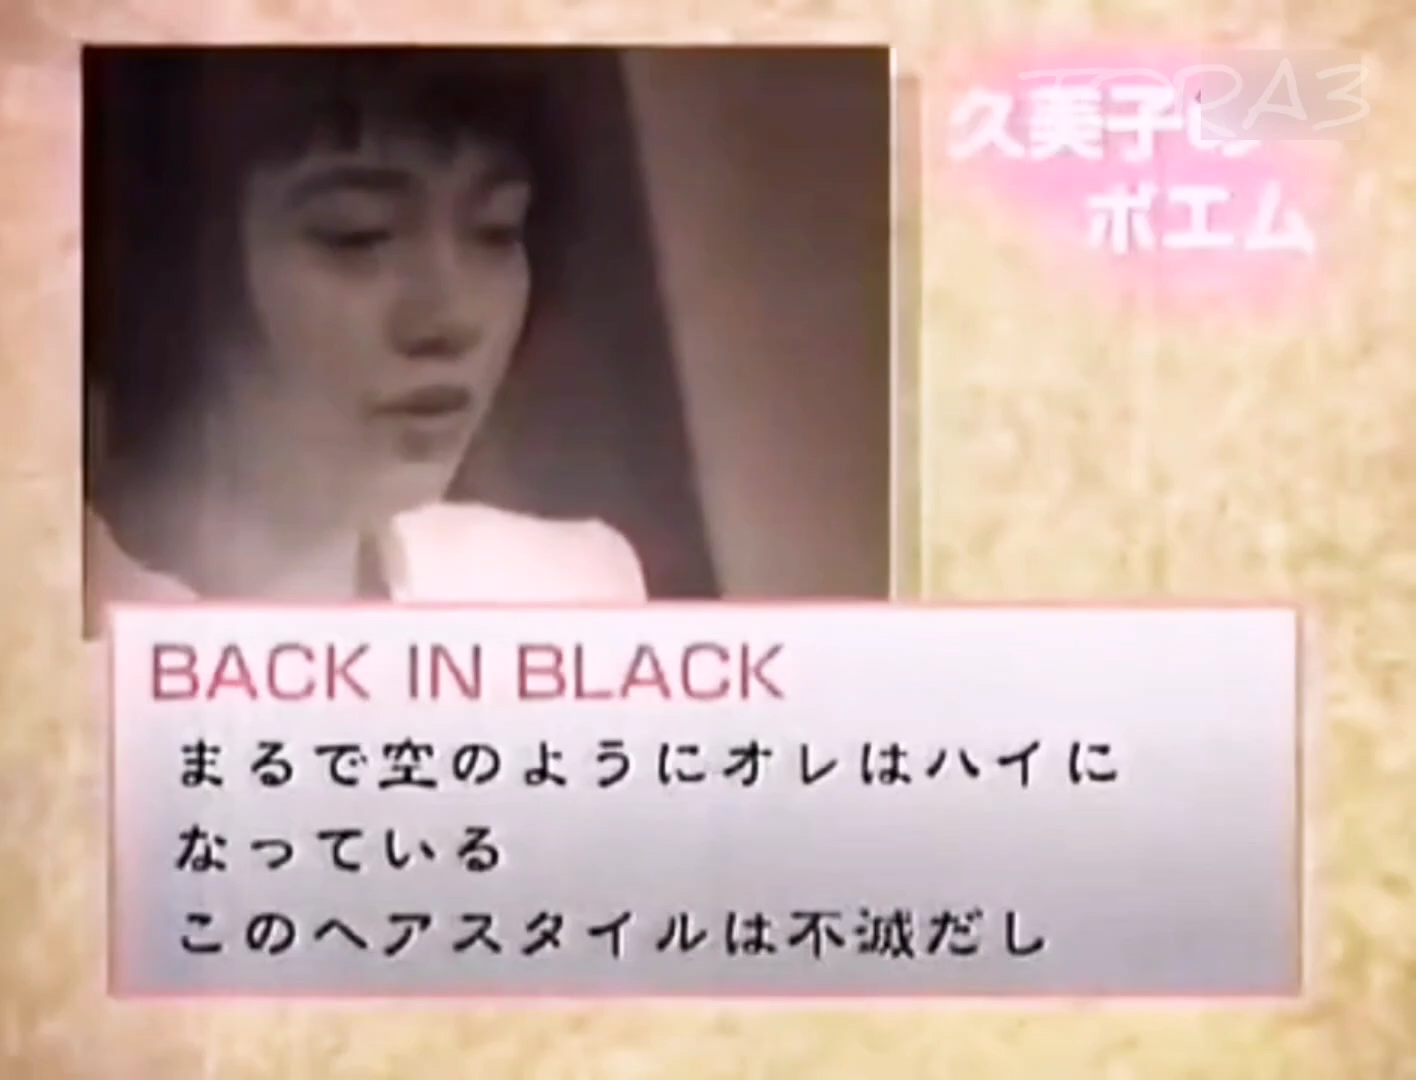 久美子の
ポエム
BACK IN BLACK
まるで空のようにオレはハイに
なっている
このヘアスタイルは不滅だし